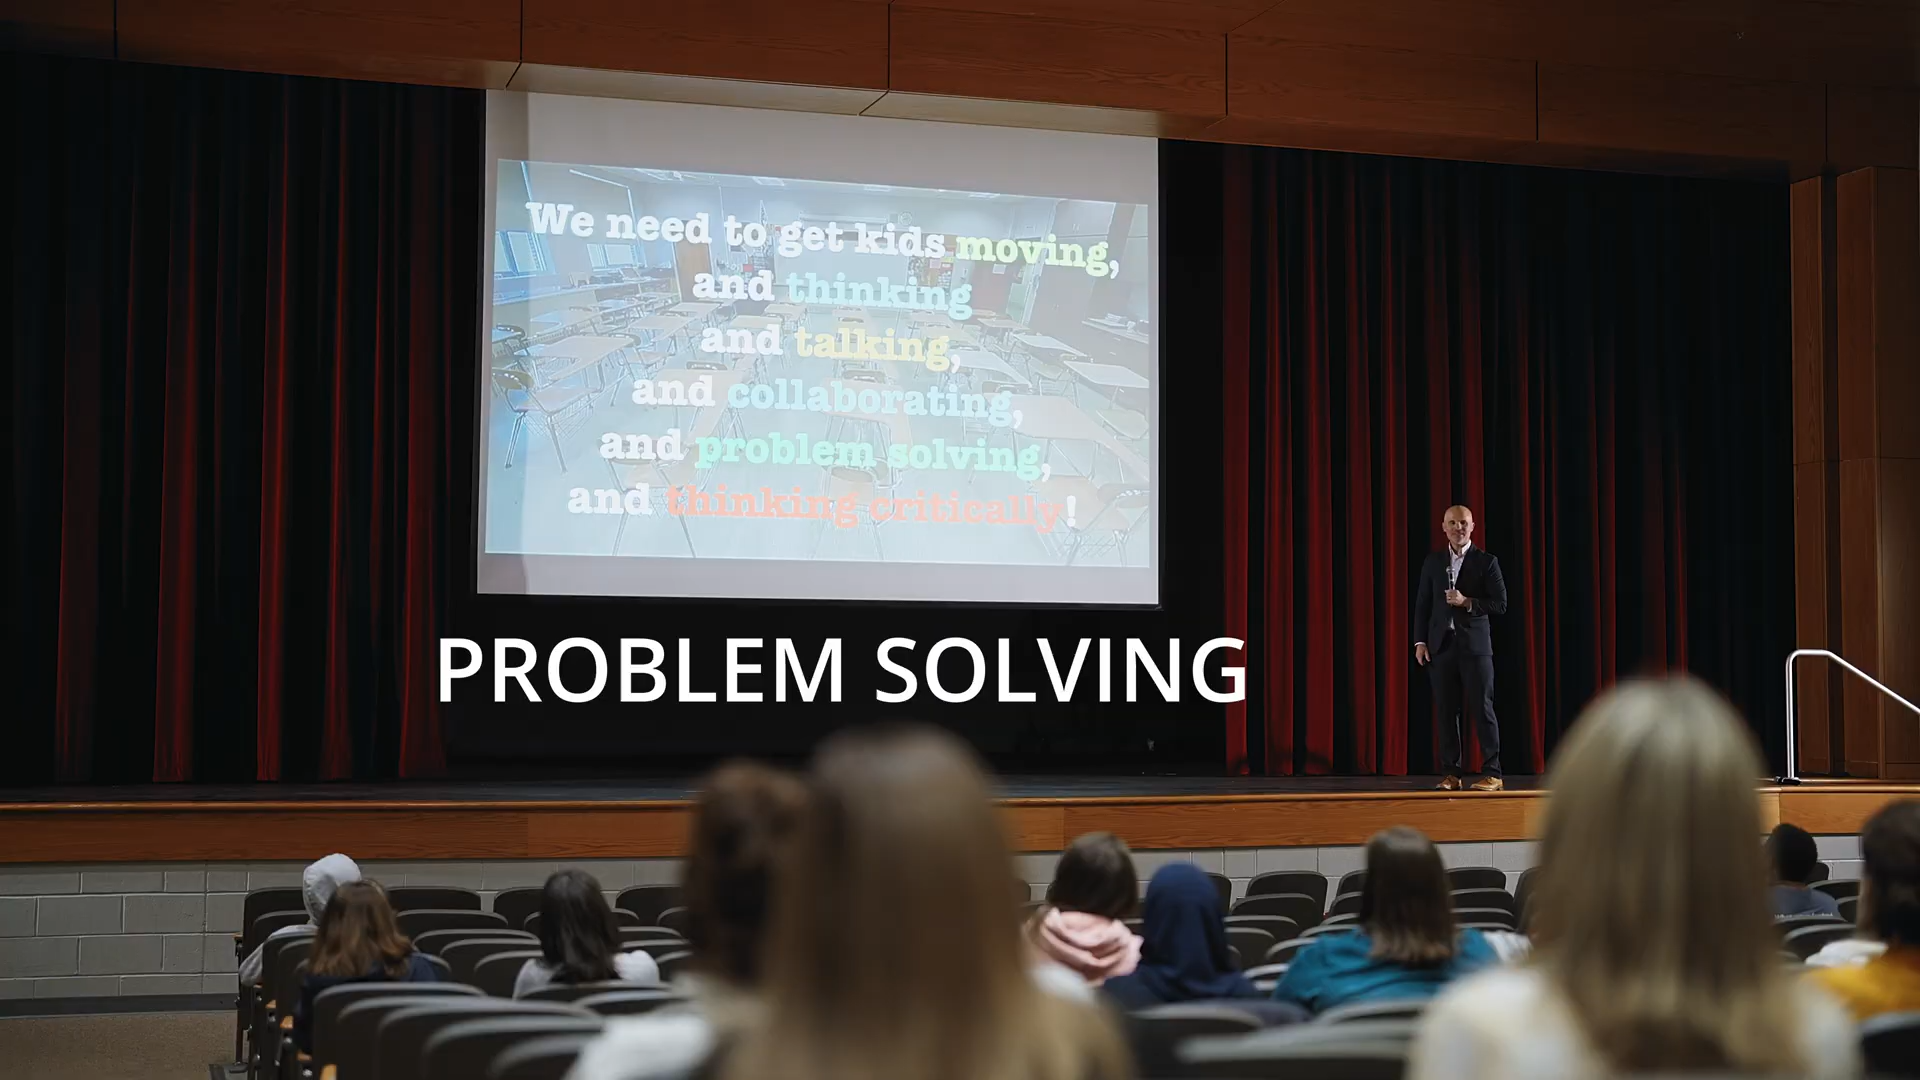 We need to get kids moving,
and thinking
and talking,
and collaborating,
and problem solving,
and thinking critically!
PROBLEM SOLVING